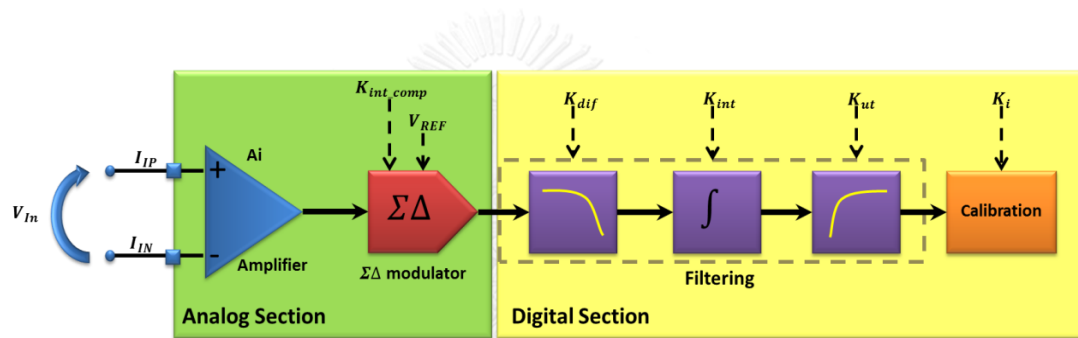 K_int_comp
V_REF
K_dif
K_int
K_ut
K_i
I_IP
Ai
+
ΣΔ
∫
Calibration
V_In
I_IN
-
Amplifier
ΣΔ modulator
Filtering
Analog Section
Digital Section